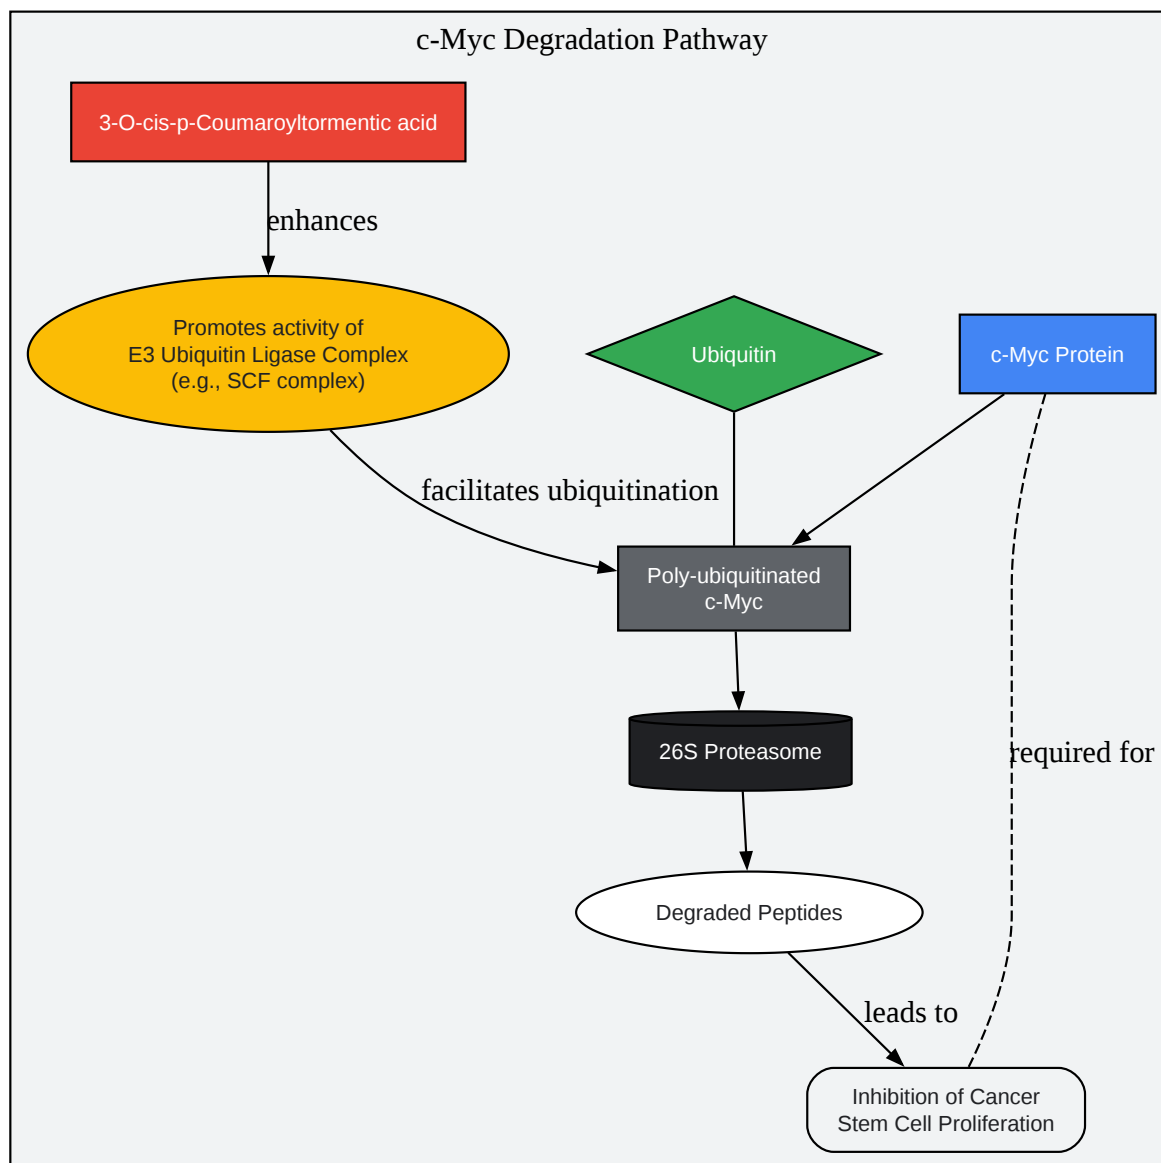 c-Myc Degradation Pathway
3-O-cis-p-Coumaroyltormentic acid
enhances
Promotes activity of
E3 Ubiquitin Ligase Complex
(e.g., SCF complex)
Ubiquitin
c-Myc Protein
facilitates ubiquitination
Poly-ubiquitinated
c-Myc
26S Proteasome
required for
Degraded Peptides
leads to
Inhibition of Cancer
Stem Cell Proliferation